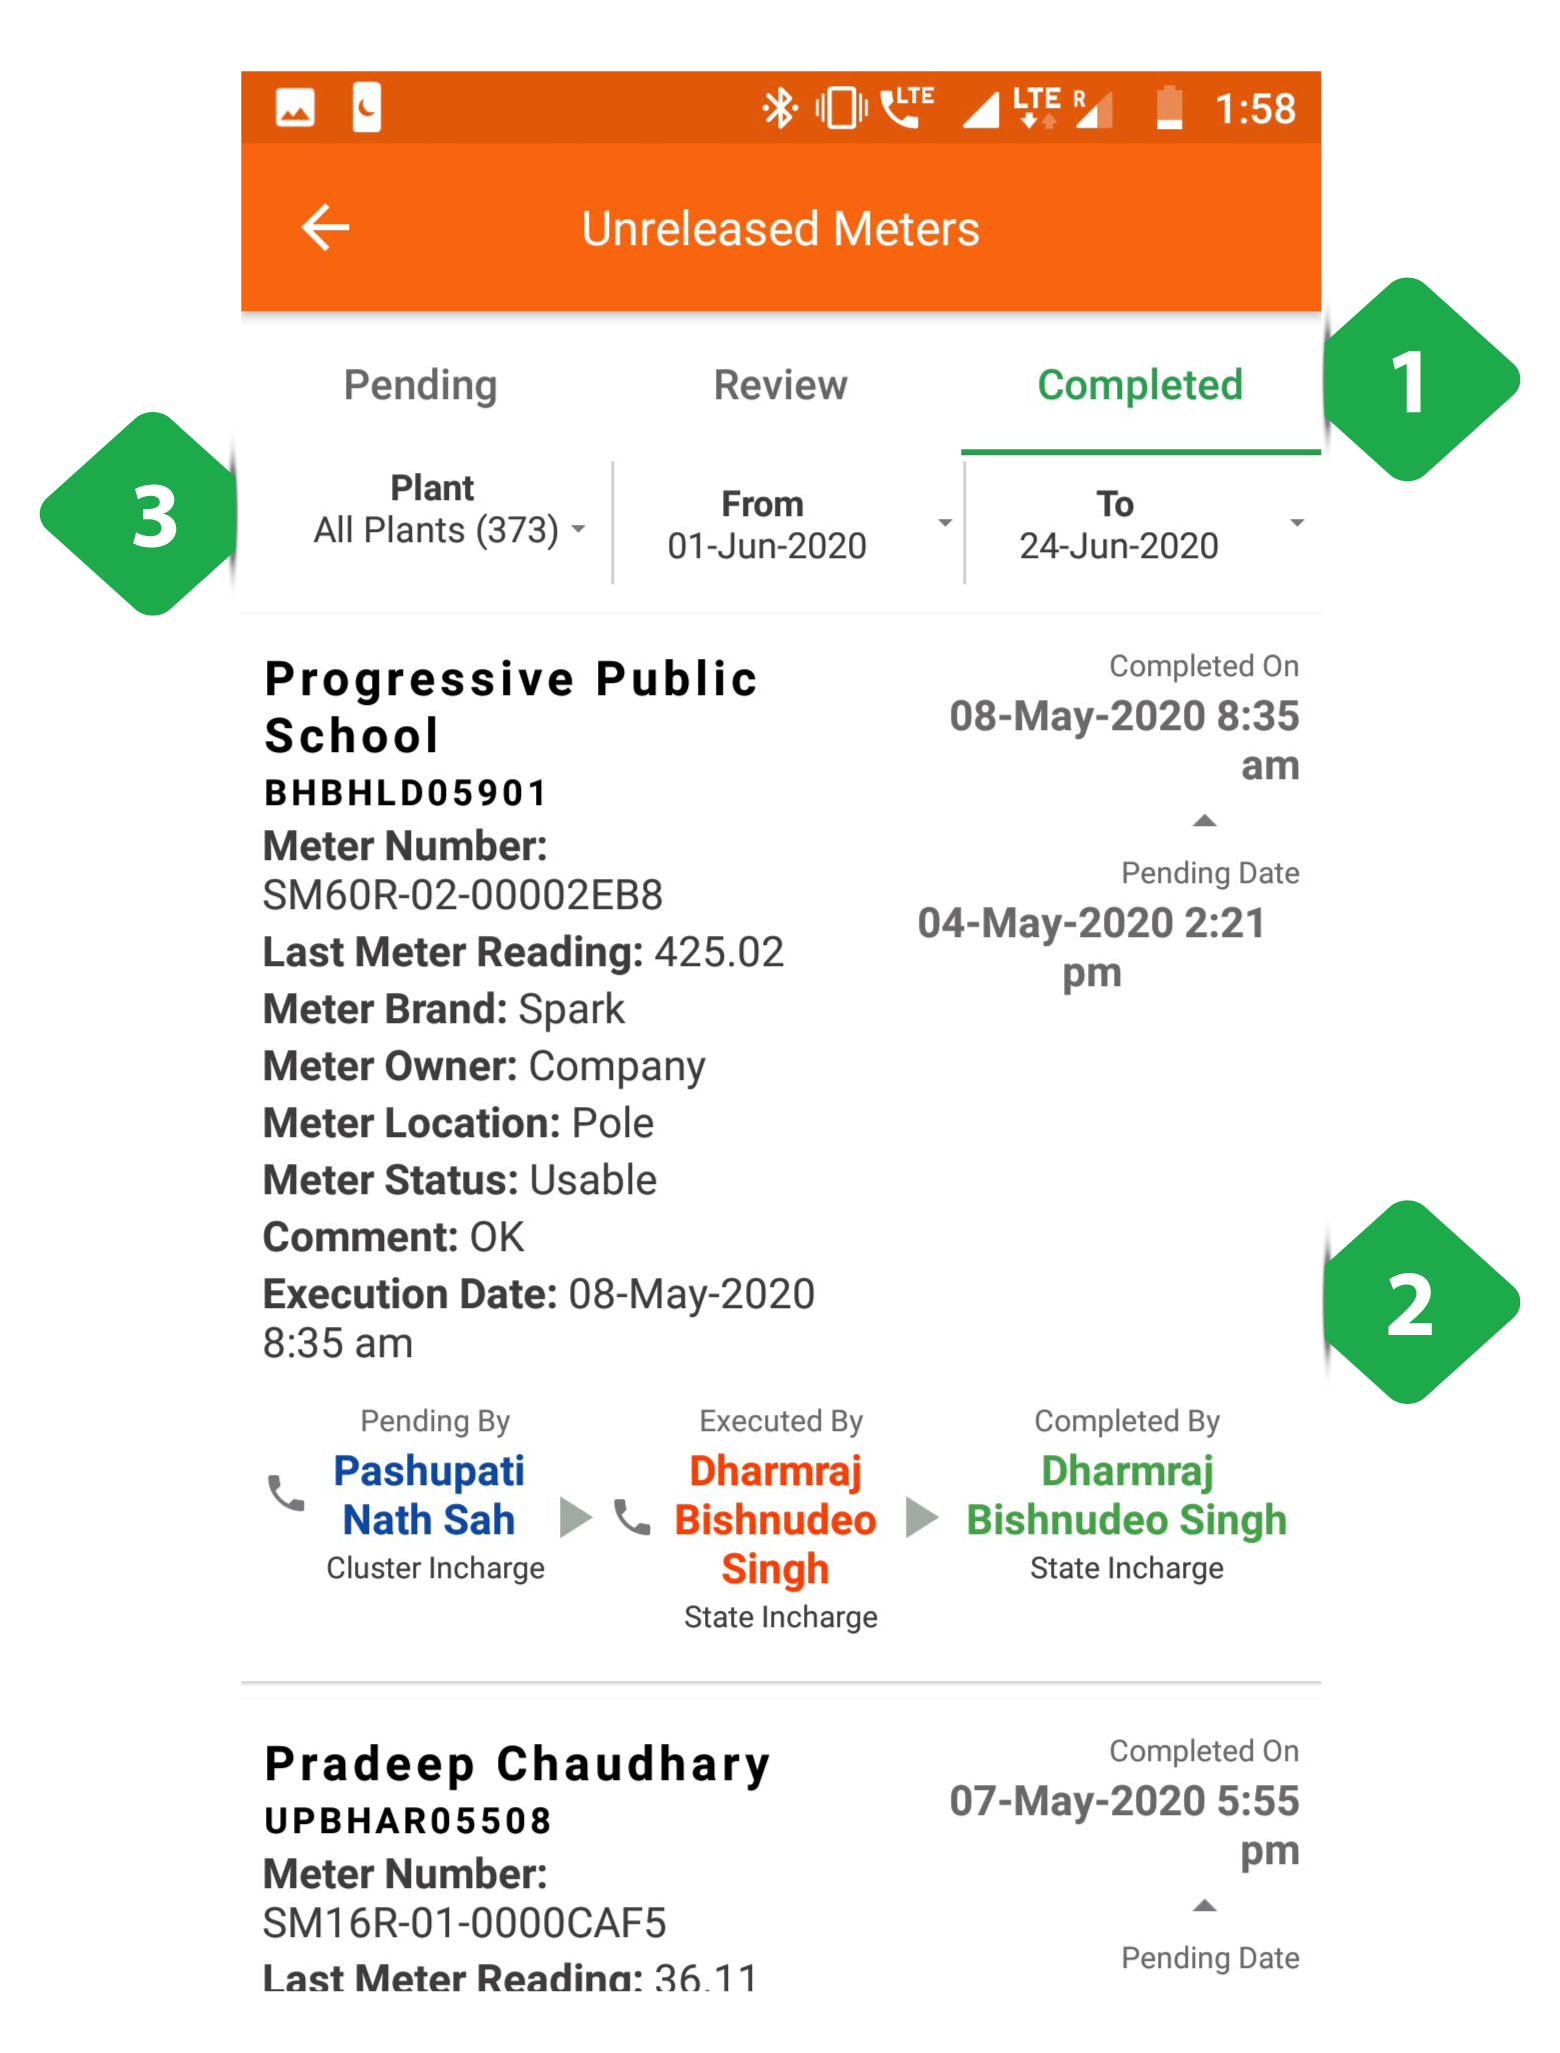 LTE LTE R 1:58
Unreleased Meters
Pending Review Completed
1
3
Plant
All Plants (373)
From
01-Jun-2020
To
24-Jun-2020
Progressive Public
School
BHBHLD05901
Meter Number:
SM60R-02-00002EB8
Last Meter Reading: 425.02
Meter Brand: Spark
Meter Owner: Company
Meter Location: Pole
Meter Status: Usable
Comment: OK
Execution Date: 08-May-2020
8:35 am
Completed On
08-May-2020 8:35
am
Pending Date
04-May-2020 2:21
pm
2
Pending By
Pashupati
Nath Sah
Cluster Incharge
Executed By
Dharmraj
Bishnudeo
Singh
State Incharge
Completed By
Dharmraj
Bishnudeo Singh
State Incharge
Pradeep Chaudhary
UPBHAR05508
Meter Number:
SM16R-01-0000CAF5
Last Meter Reading: 36.11
Completed On
07-May-2020 5:55
pm
Pending Date